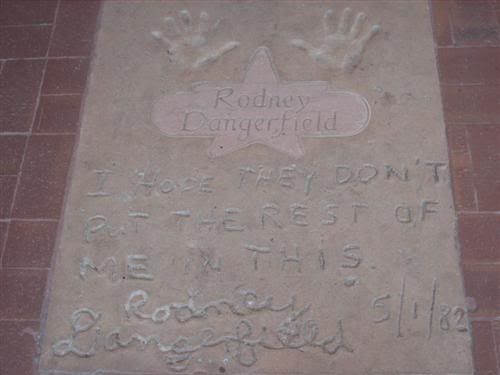 Rodney
Dangerfield
I HOPE THEY DON'T
PUT THE REST OF
ME IN THIS.
Rodney
Dangerfield
5/1/82